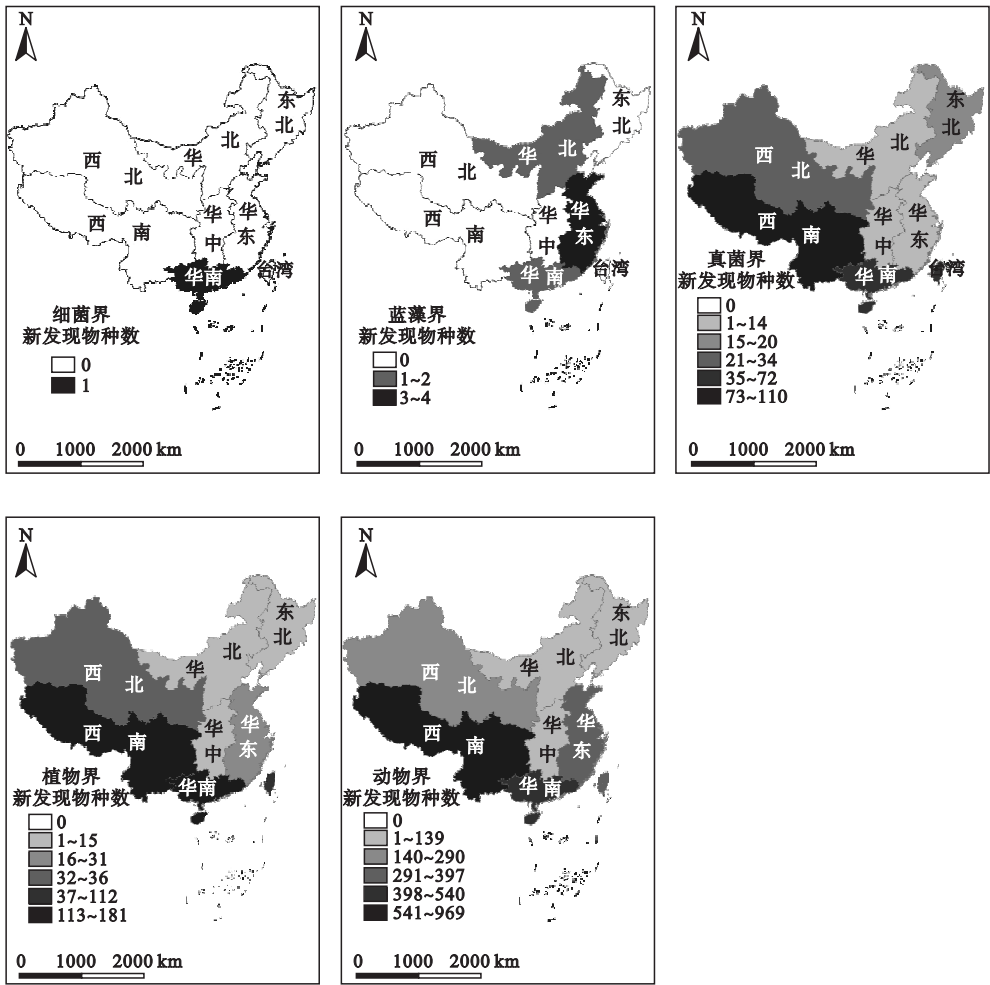 N
东
北
华 北
西
北
西 南
华
中
华
东
华南
台湾
细菌界
新发现物种数
0
1
0 1000 2000 km
N
东
北
华 北
西
北
西 南
华
中
华
东
华 南
台湾
蓝藻界
新发现物种数
0
1~2
3~4
0 1000 2000 km
N
东
北
华 北
西
北
西 南
华
中
华
东
华 南
台湾
真菌界
新发现物种数
0
1~14
15~20
21~34
35~72
73~110
0 1000 2000 km
N
东
北
华 北
西
北
西 南
华
中
华
东
华南
植物界
新发现物种数
0
1~15
16~31
32~36
37~112
113~181
0 1000 2000 km
N
东
北
华 北
西
北
西 南
华
中
华
东
华 南
动物界
新发现物种数
0
1~139
140~290
291~397
398~540
541~969
0 1000 2000 km